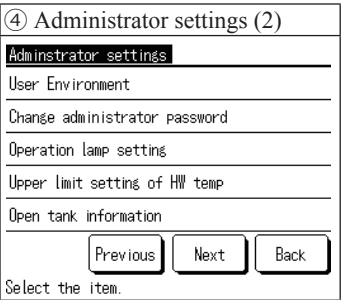 ④ Administrator settings (2)
Adminstrator settings
User Environment
Change administrator password
Operation lamp setting
Upper limit setting of HW temp
Open tank information
Previous Next Back
Select the item.